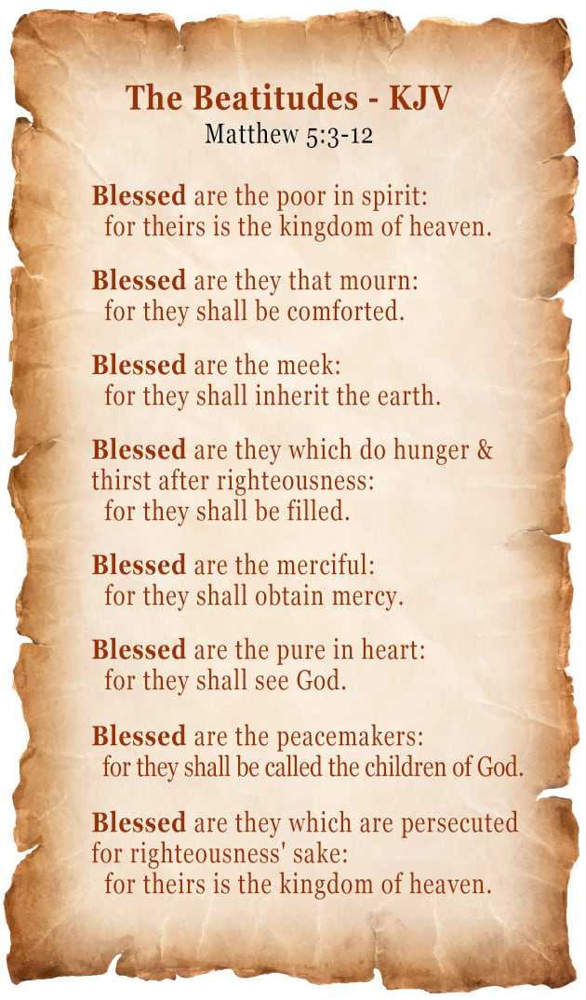 The Beatitudes - KJV
Matthew 5:3-12
Blessed are the poor in spirit:
for theirs is the kingdom of heaven.
Blessed are they that mourn:
for they shall be comforted.
Blessed are the meek:
for they shall inherit the earth.
Blessed are they which do hunger &
thirst after righteousness:
for they shall be filled.
Blessed are the merciful:
for they shall obtain mercy.
Blessed are the pure in heart:
for they shall see God.
Blessed are the peacemakers:
for they shall be called the children of God.
Blessed are they which are persecuted
for righteousness' sake:
for theirs is the kingdom of heaven.